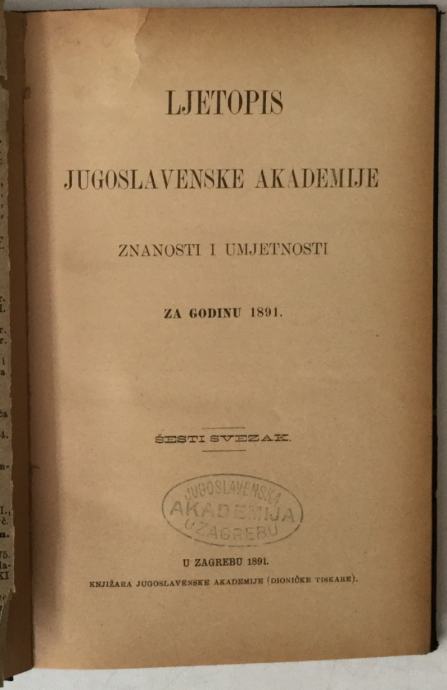 LJETOPIS
JUGOSLAVENSKE AKADEMIJE
ZNANOSTI I UMJETNOSTI
ZA GODINU 1891.
ŠESTI SVEZAK.
JUGOSLAVENSKA
AKADEMIJA
U ZAGREBU
U ZAGREBU 1891.
KNJIŽARA JUGOSLAVENSKE AKADEMIJE (DIONIČKE TISKARE).